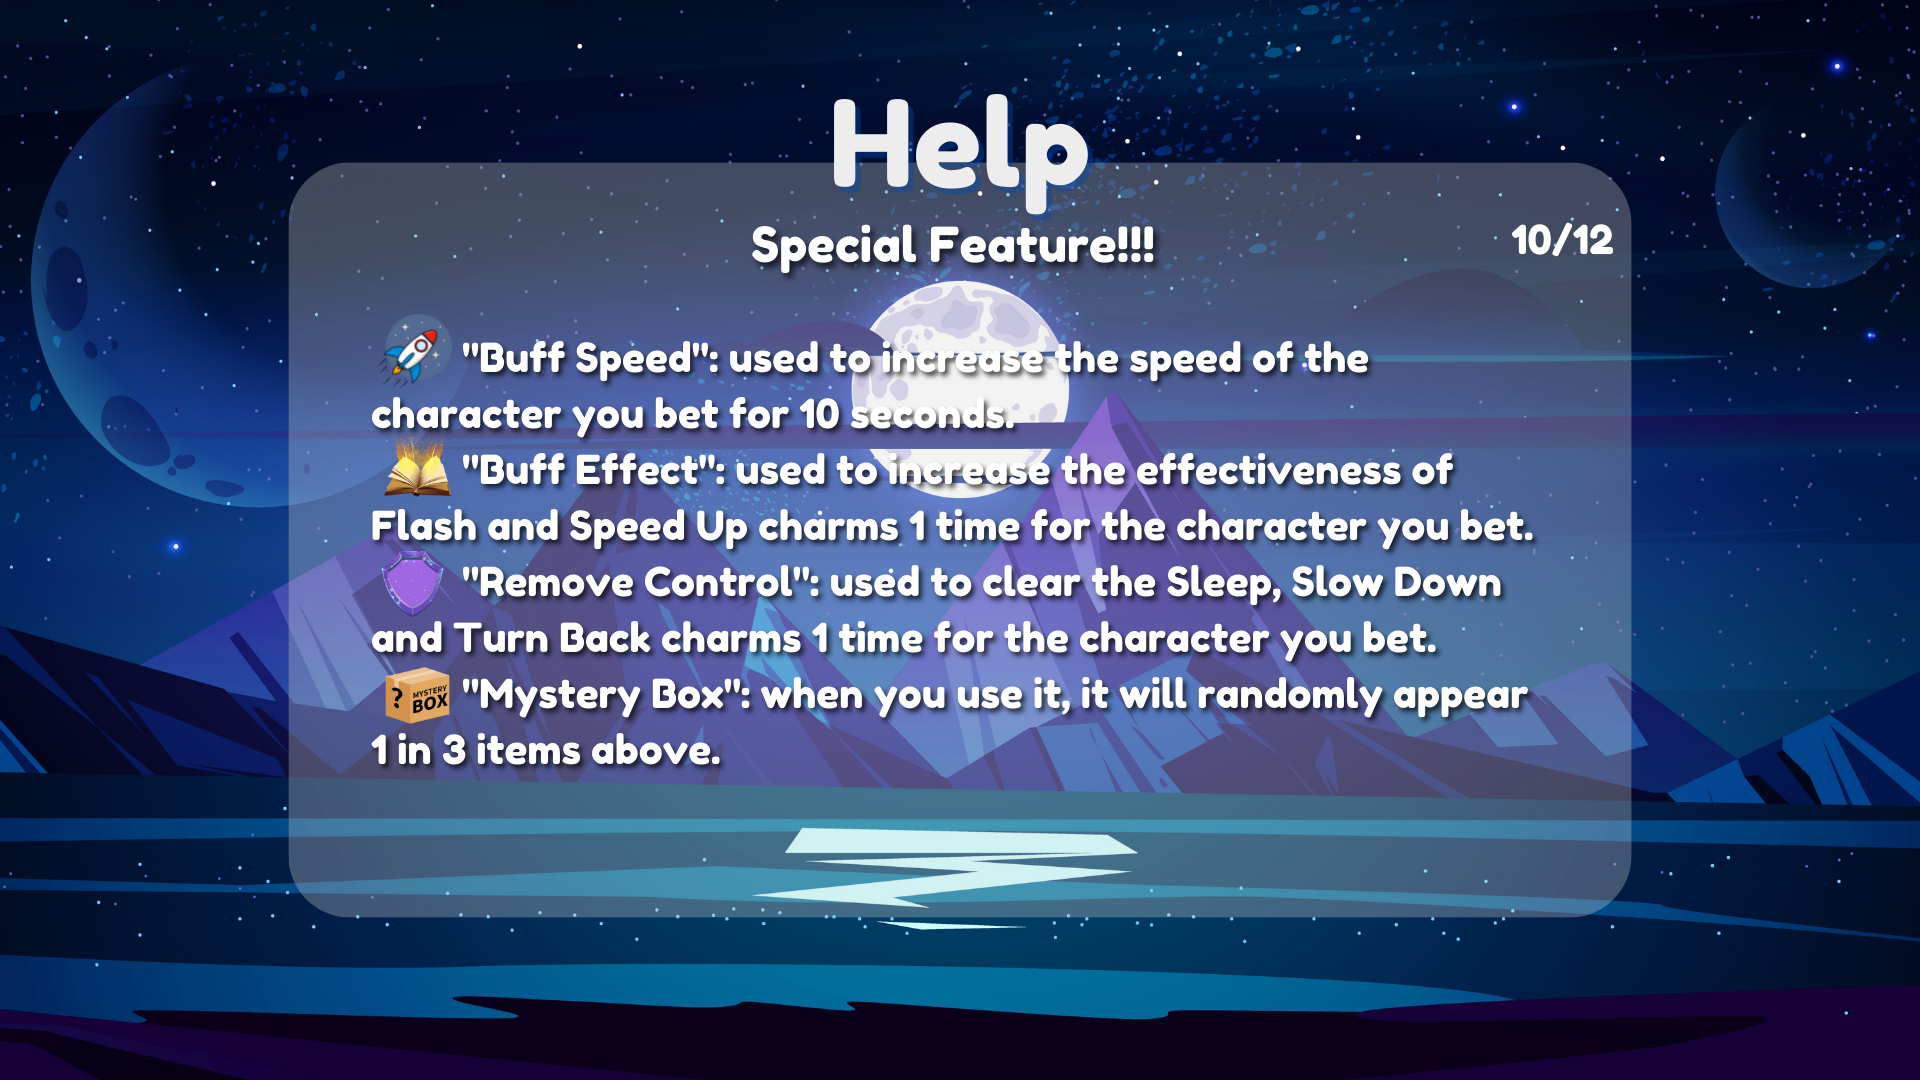 Help
Special Feature!!!
10/12
"Buff Speed": used to increase the speed of the
character you bet for 10 seconds.
"Buff Effect": used to increase the effectiveness of
Flash and Speed Up charms 1 time for the character you bet.
"Remove Control": used to clear the Sleep, Slow Down
and Turn Back charms 1 time for the character you bet.
? MYSTERY BOX
"Mystery Box": when you use it, it will randomly appear
1 in 3 items above.